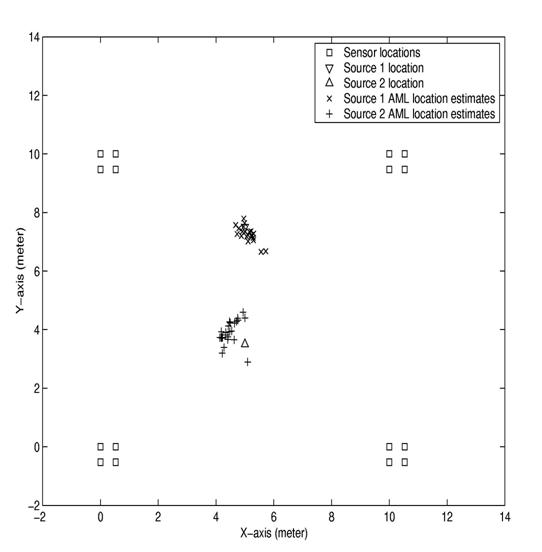 14
12
10
8
6
4
2
0
−2
Y−axis (meter)
Sensor locations
Source 1 location
Source 2 location
Source 1 AML location estimates
Source 2 AML location estimates
−2 0 2 4 6 8 10 12 14
X−axis (meter)